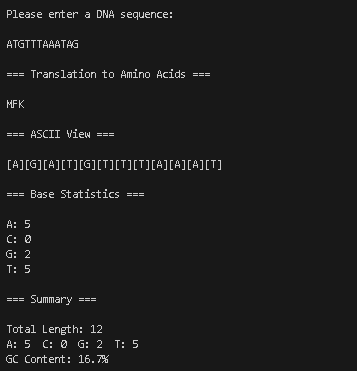 Please enter a DNA sequence:
ATGTTTAAATAG
=== Translation to Amino Acids ===
MFK
=== ASCII View ===
[A][G][A][T][G][T][T][T][A][A][A][T]
=== Base Statistics ===
A: 5
C: 0
G: 2
T: 5
=== Summary ===
Total Length: 12
A: 5  C: 0  G: 2  T: 5
GC Content: 16.7%